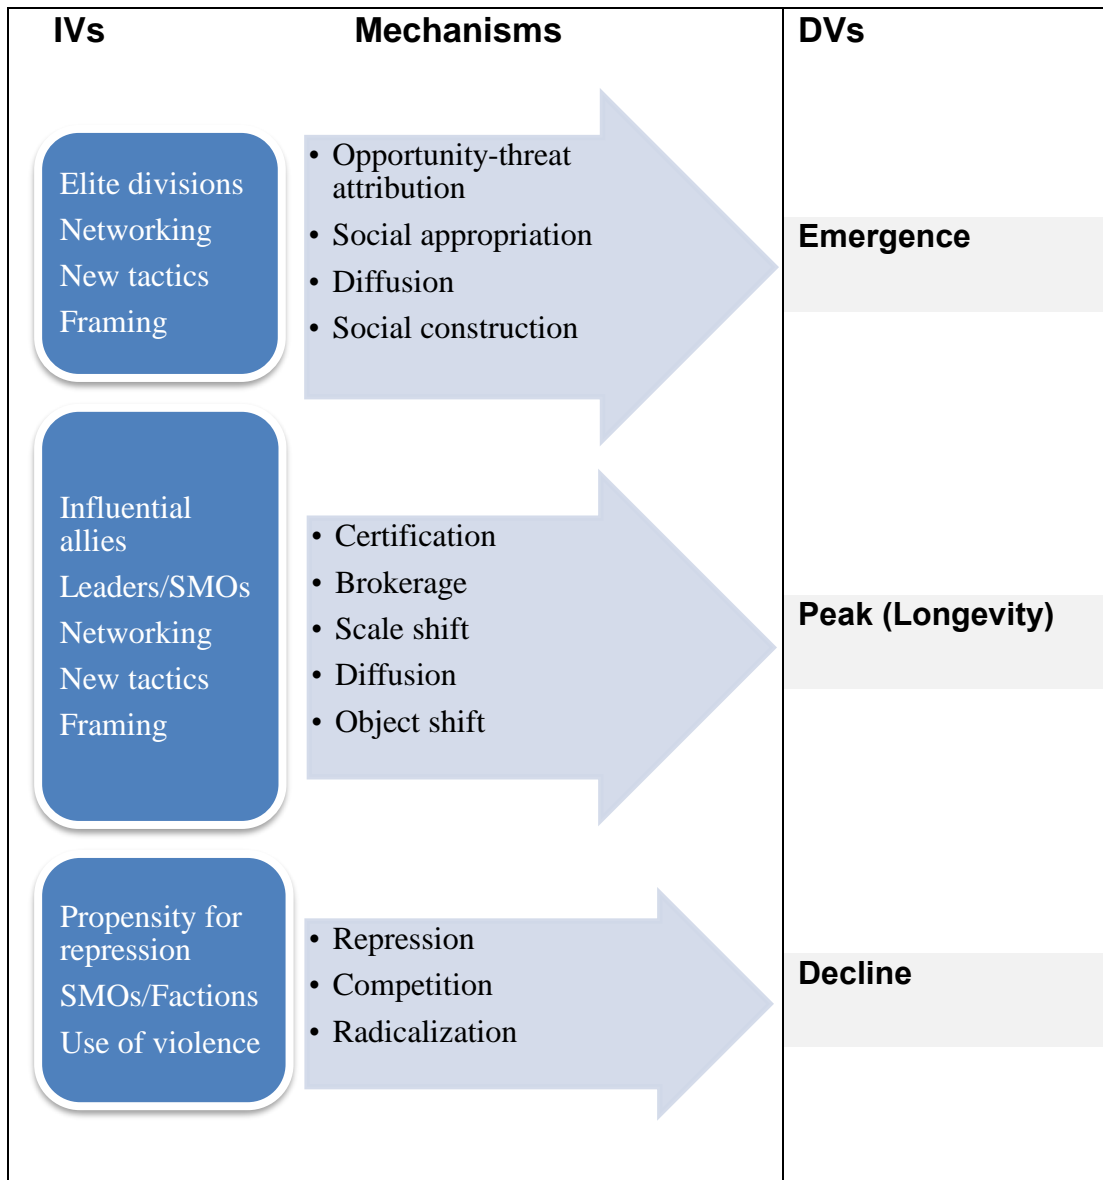 IVs
Mechanisms
DVs
Elite divisions
Networking
New tactics
Framing
• Opportunity-threat
attribution
• Social appropriation
• Diffusion
• Social construction
Emergence
Influential
allies
Leaders/SMOs
Networking
New tactics
Framing
• Certification
• Brokerage
• Scale shift
• Diffusion
• Object shift
Peak (Longevity)
Propensity for
repression
SMOs/Factions
Use of violence
• Repression
• Competition
• Radicalization
Decline